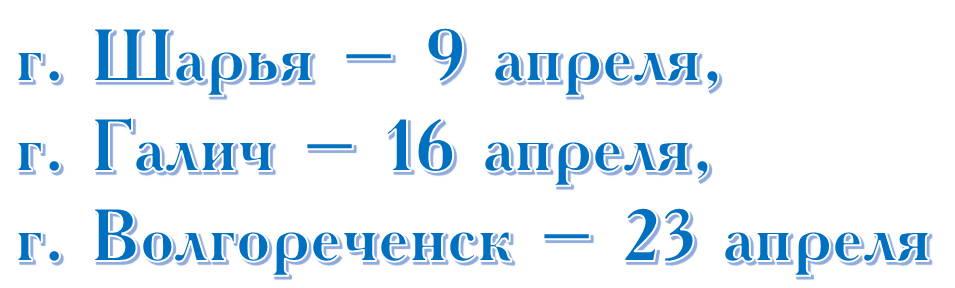 г. Шарья – 9 апреля,
г. Галич – 16 апреля,
г. Волгореченск – 23 апреля